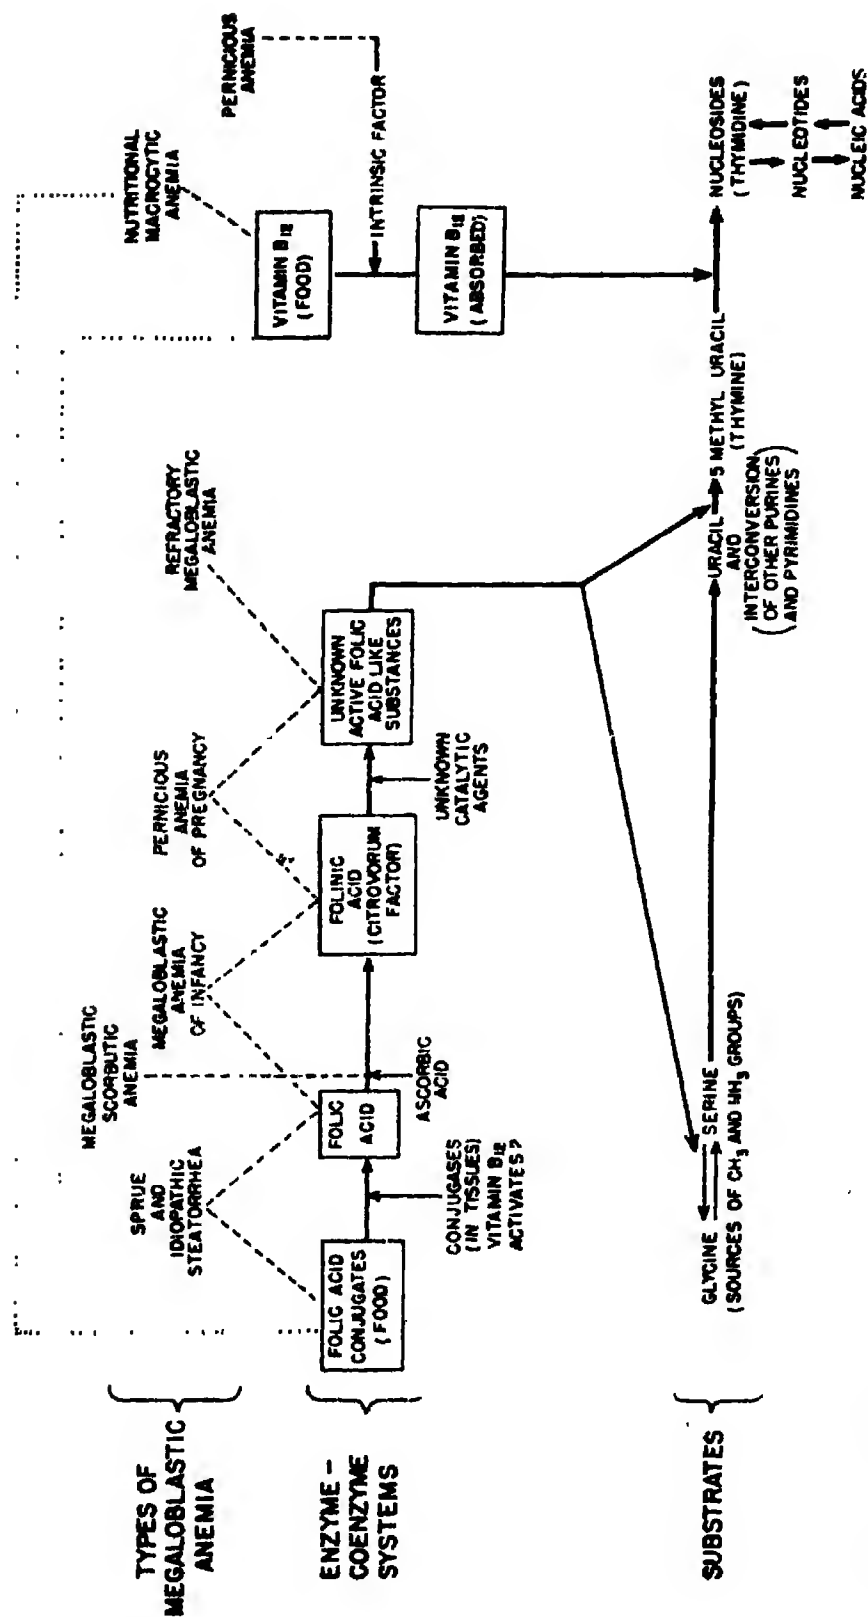 TYPES OF
MEGALOBLASTIC
ANEMIA
SPRUE
AND
IDIOPATHIC
STEATORRHEA
MEGALOBLASTIC
SCORBUTIC
ANEMIA
MEGALOBLASTIC
ANEMIA
OF INFANCY
PERNICIOUS
ANEMIA
OF PREGNANCY
REFRACTORY
MEGALOBLASTIC
ANEMIA
NUTRITIONAL
MACROCYTIC
ANEMIA
PERNICIOUS
ANEMIA
ENZYME -
COENZYME
SYSTEMS
FOLIC ACID
CONJUGATES
(FOOD)
CONJUGASES
(IN TISSUES)
VITAMIN B12
ACTIVATES?
FOLIC
ACID
ASCORBIC
ACID
FOLINIC
ACID
(CITROVORUM
FACTOR)
UNKNOWN
CATALYTIC
AGENTS
UNKNOWN
ACTIVE FOLIC
ACID LIKE
SUBSTANCES
VITAMIN B12
(FOOD)
INTRINSIC FACTOR
VITAMIN B12
(ABSORBED)
SUBSTRATES
GLYCINE SERINE
(SOURCES OF CH3 AND NH3 GROUPS)
URACIL 5 METHYL URACIL
AND (THYMINE)
INTERCONVERSION
(OF OTHER PURINES)
AND PYRIMIDINES
NUCLEOSIDES
(THYMIDINE)
NUCLEOTIDES
NUCLEIC ACIDS